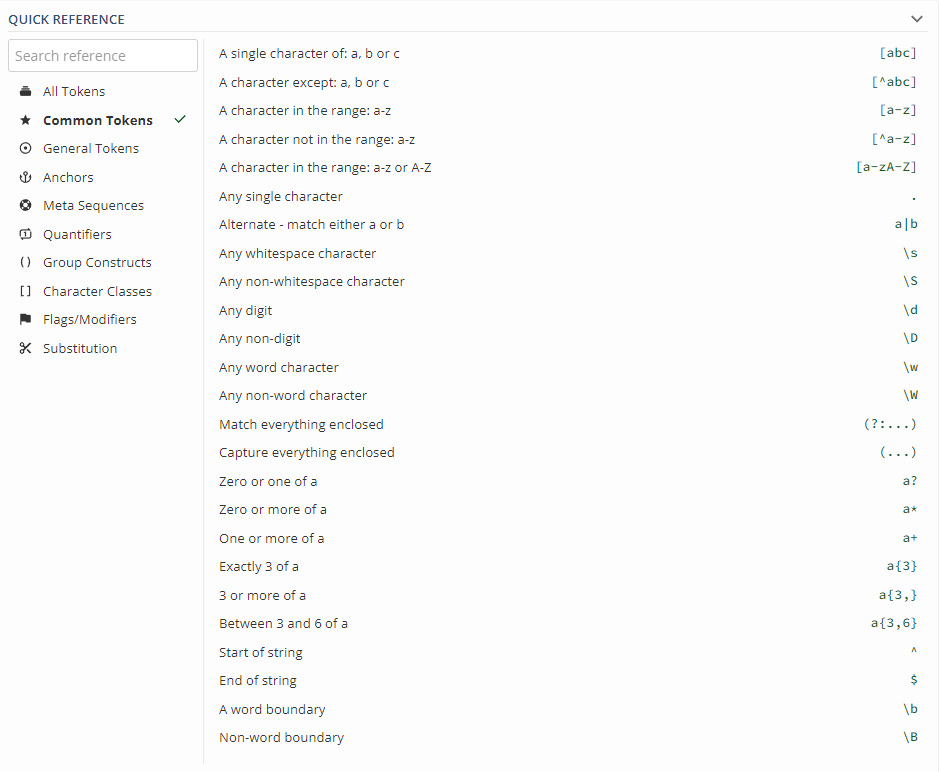 QUICK REFERENCE
Search reference
All Tokens
Common Tokens
General Tokens
Anchors
Meta Sequences
Quantifiers
Group Constructs
Character Classes
Flags/Modifiers
Substitution
A single character of: a, b or c [abc]
A character except: a, b or c [^abc]
A character in the range: a-z [a-z]
A character not in the range: a-z [^a-z]
A character in the range: a-z or A-Z [a-zA-Z]
Any single character .
Alternate - match either a or b a|b
Any whitespace character \s
Any non-whitespace character \S
Any digit \d
Any non-digit \D
Any word character \w
Any non-word character \W
Match everything enclosed (?:...)
Capture everything enclosed (...)
Zero or one of a a?
Zero or more of a a*
One or more of a a+
Exactly 3 of a a{3}
3 or more of a a{3,}
Between 3 and 6 of a a{3,6}
Start of string ^
End of string $
A word boundary \b
Non-word boundary \B